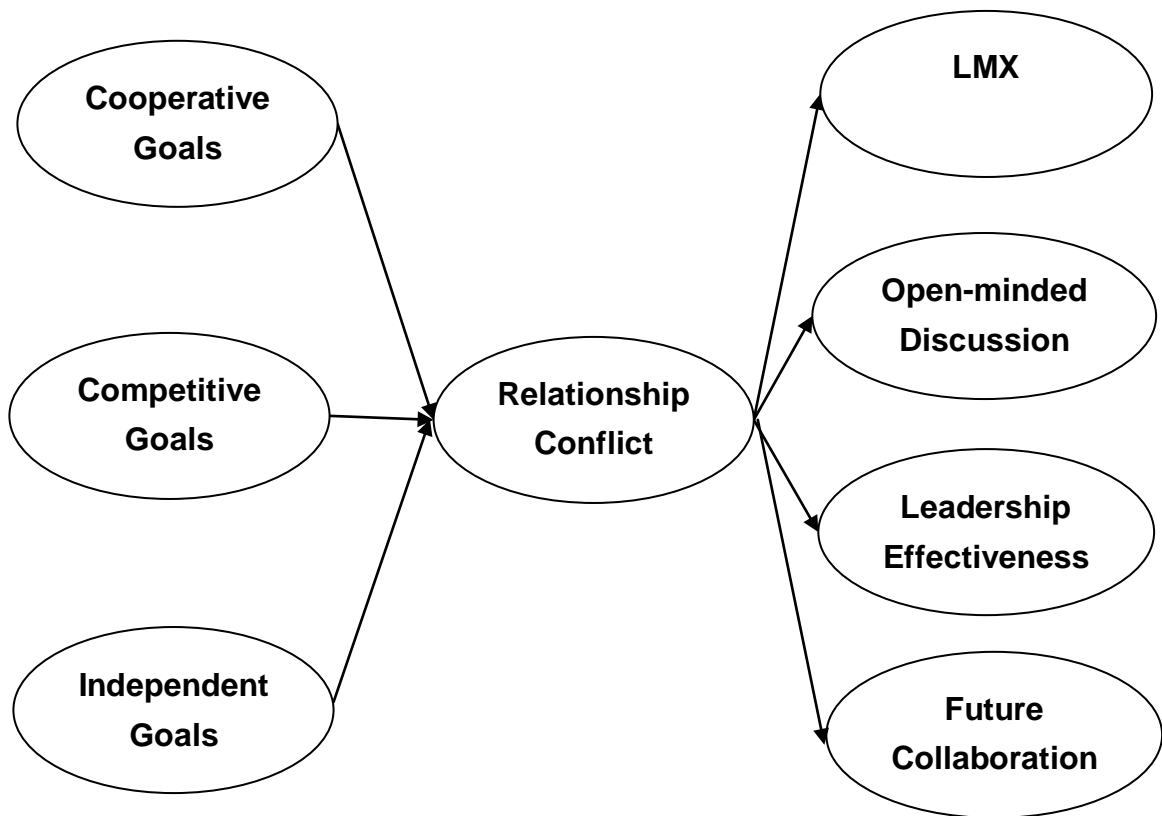 Cooperative
Goals
Competitive
Goals
Independent
Goals
Relationship
Conflict
LMX
Open-minded
Discussion
Leadership
Effectiveness
Future
Collaboration